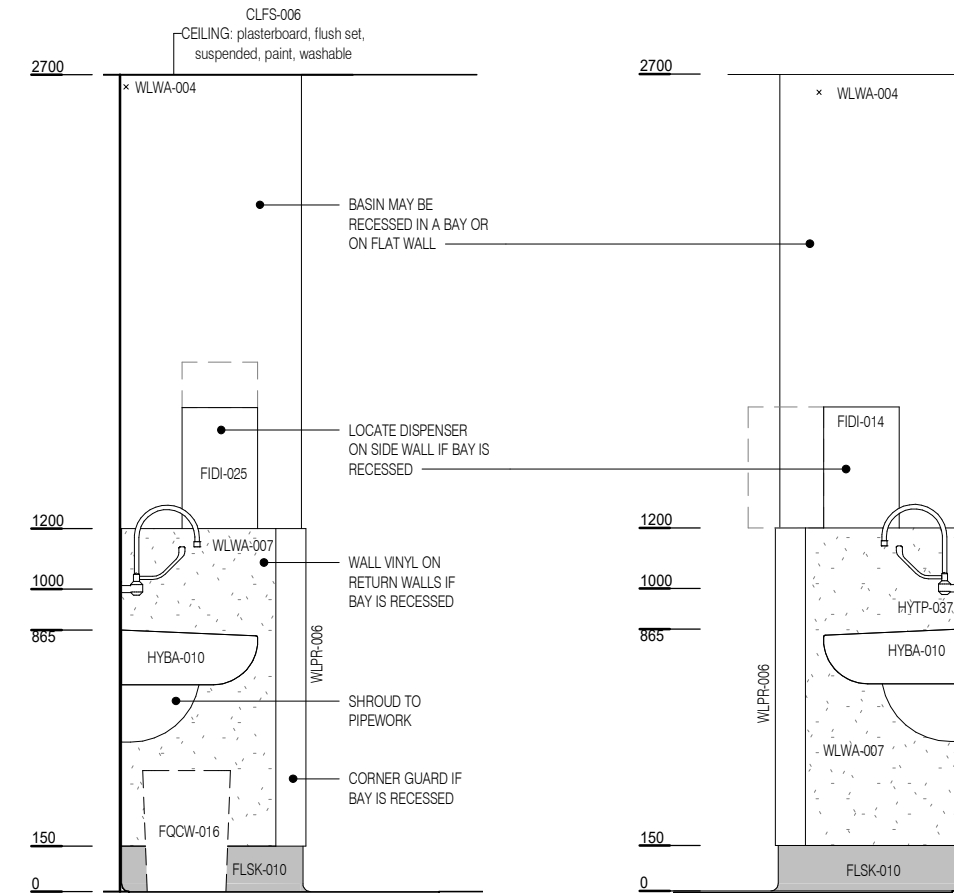 CLFS-006
CEILING: plasterboard, flush set,
suspended, paint, washable
2700
WLWA-004
BASIN MAY BE
RECESSED IN A BAY OR
ON FLAT WALL
LOCATE DISPENSER
ON SIDE WALL IF BAY IS
RECESSED
FIDI-025
1200
WLWA-007
WALL VINYL ON
RETURN WALLS IF
BAY IS RECESSED
1000
865
HYBA-010
WLPR-006
SHROUD TO
PIPEWORK
CORNER GUARD IF
BAY IS RECESSED
FQCW-016
150
FLSK-010
0
2700
WLWA-004
FIDI-014
1200
1000
HYTP-037
865
HYBA-010
WLPR-006
WLWA-007
150
FLSK-010
0